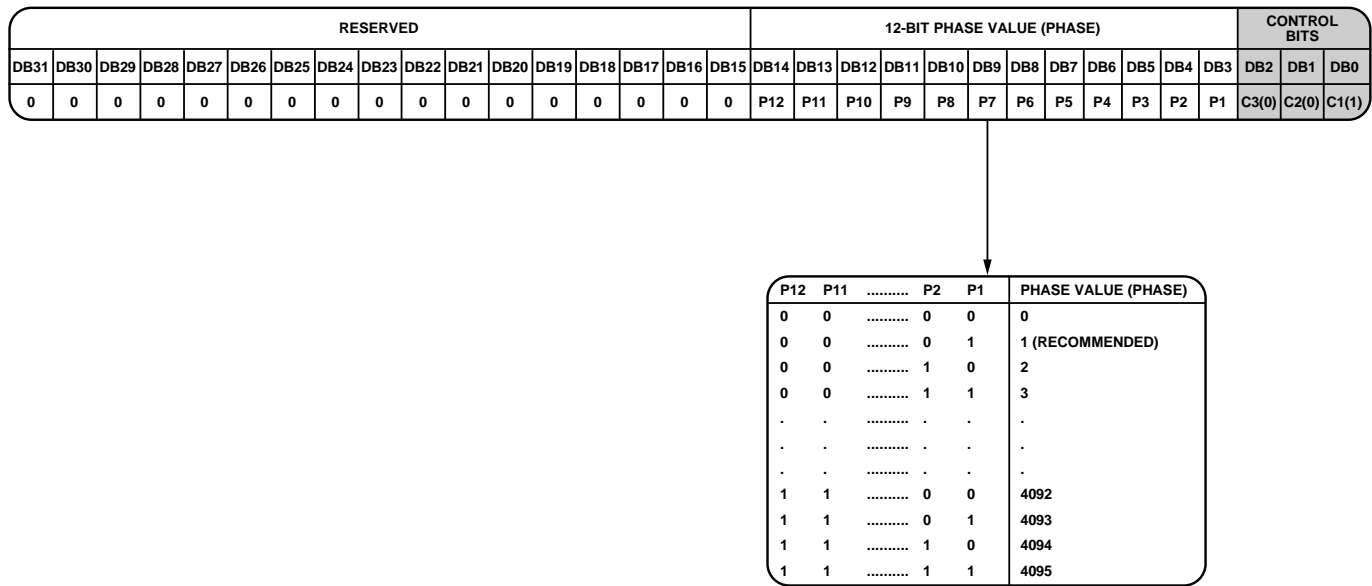 RESERVED 12-BIT PHASE VALUE (PHASE) CONTROL BITS
DB31 DB30 DB29 DB28 DB27 DB26 DB25 DB24 DB23 DB22 DB21 DB20 DB19 DB18 DB17 DB16 DB15 DB14 DB13 DB12 DB11 DB10 DB9 DB8 DB7 DB6 DB5 DB4 DB3 DB2 DB1 DB0
0 0 0 0 0 0 0 0 0 0 0 0 0 0 0 0 0 P12 P11 P10 P9 P8 P7 P6 P5 P4 P3 P2 P1 C3(0) C2(0) C1(1)
P12 P11 .......... P2 P1 PHASE VALUE (PHASE)
0 0 .......... 0 0 0
0 0 .......... 0 1 1 (RECOMMENDED)
0 0 .......... 1 0 2
0 0 .......... 1 1 3
. . .......... . . .
. . .......... . . .
. . .......... . . .
1 1 .......... 0 0 4092
1 1 .......... 0 1 4093
1 1 .......... 1 0 4094
1 1 .......... 1 1 4095